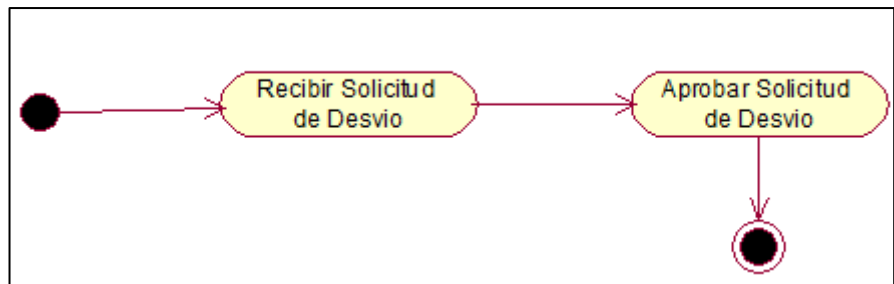 Recibir Solicitud
de Desvio
Aprobar Solicitud
de Desvio